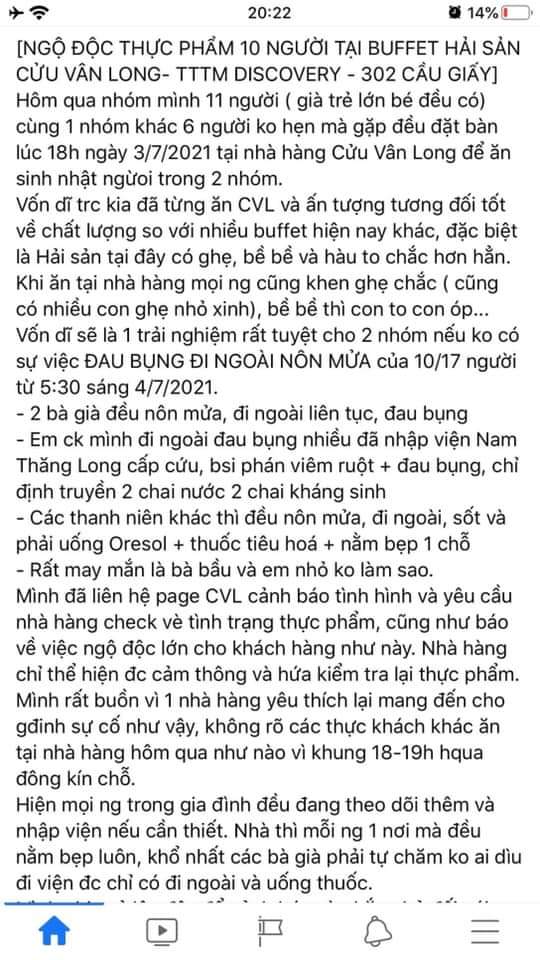 20:22
14%
[NGỘ ĐỘC THỰC PHẨM 10 NGƯỜI TẠI BUFFET HẢI SẢN
CỬU VÂN LONG- TTTM DISCOVERY - 302 CẦU GIẤY]
Hôm qua nhóm mình 11 người ( già trẻ lớn bé đều có)
cùng 1 nhóm khác 6 người ko hẹn mà gặp đều đặt bàn
lúc 18h ngày 3/7/2021 tại nhà hàng Cửu Vân Long để ăn
sinh nhật ngừoi trong 2 nhóm.
Vốn dĩ trc kia đã từng ăn CVL và ấn tượng tương đối tốt
về chất lượng so với nhiều buffet hiện nay khác, đặc biệt
là Hải sản tại đây có ghẹ, bề bề và hàu to chắc hơn hẳn.
Khi ăn tại nhà hàng mọi ng cũng khen ghẹ chắc ( cũng
có nhiều con ghẹ nhỏ xinh), bề bề thì con to con óp...
Vốn dĩ sẽ là 1 trải nghiệm rất tuyệt cho 2 nhóm nếu ko có
sự việc ĐAU BỤNG ĐI NGOÀI NÔN MỬA của 10/17 người
từ 5:30 sáng 4/7/2021.
- 2 bà già đều nôn mửa, đi ngoài liên tục, đau bụng
- Em ck mình đi ngoài đau bụng nhiều đã nhập viện Nam
Thăng Long cấp cứu, bsi phán viêm ruột + đau bụng, chỉ
định truyền 2 chai nước 2 chai kháng sinh
- Các thanh niên khác thì đều nôn mửa, đi ngoài, sốt và
phải uống Oresol + thuốc tiêu hoá + nằm bẹp 1 chỗ
- Rất may mắn là bà bầu và em nhỏ ko làm sao.
Mình đã liên hệ page CVL cảnh báo tình hình và yêu cầu
nhà hàng check vè tình trạng thực phẩm, cũng như báo
về việc ngộ độc lớn cho khách hàng như này. Nhà hàng
chỉ thể hiện đc cảm thông và hứa kiểm tra lại thực phẩm.
Mình rất buồn vì 1 nhà hàng yêu thích lại mang đến cho
gđinh sự cố như vậy, không rõ các thực khách khác ăn
tại nhà hàng hôm qua như nào vì khung 18-19h hqua
đông kín chỗ.
Hiện mọi ng trong gia đình đều đang theo dõi thêm và
nhập viện nếu cần thiết. Nhà thì mỗi ng 1 nơi mà đều
nằm bẹp luôn, khổ nhất các bà già phải tự chăm ko ai dìu
đi viện đc chỉ có đi ngoài và uống thuốc.